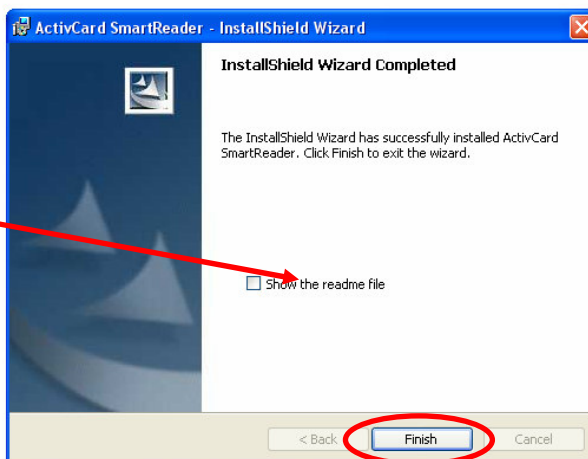 ActivCard SmartReader - InstallShield Wizard
InstallShield Wizard Completed
The InstallShield Wizard has successfully installed ActivCard
SmartReader. Click Finish to exit the wizard.
Show the readme file
< Back Finish Cancel